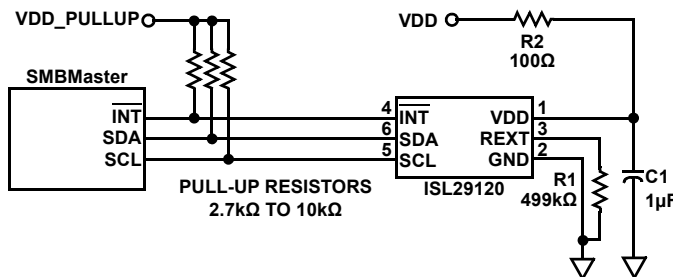 VDD_PULLUP
VDD
R2
100Ω
SMBMaster
INT
SDA
SCL
4
6
5
INT
SDA
SCL
VDD
REXT
GND
1
3
2
ISL29120
PULL-UP RESISTORS
2.7kΩ TO 10kΩ
R1
499kΩ
C1
1µF